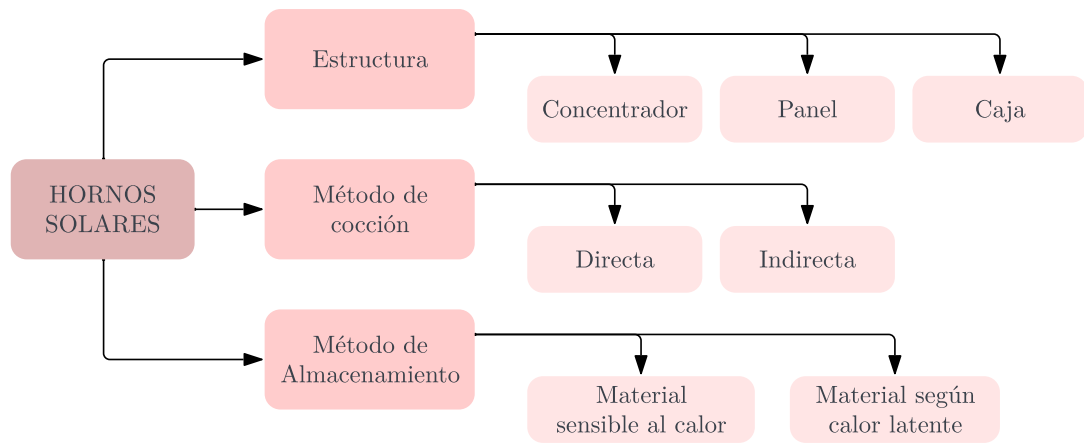 Estructura
Concentrador
Panel
Caja
HORNOS
SOLARES
Método de
cocción
Directa
Indirecta
Método de
Almacenamiento
Material
sensible al calor
Material según
calor latente